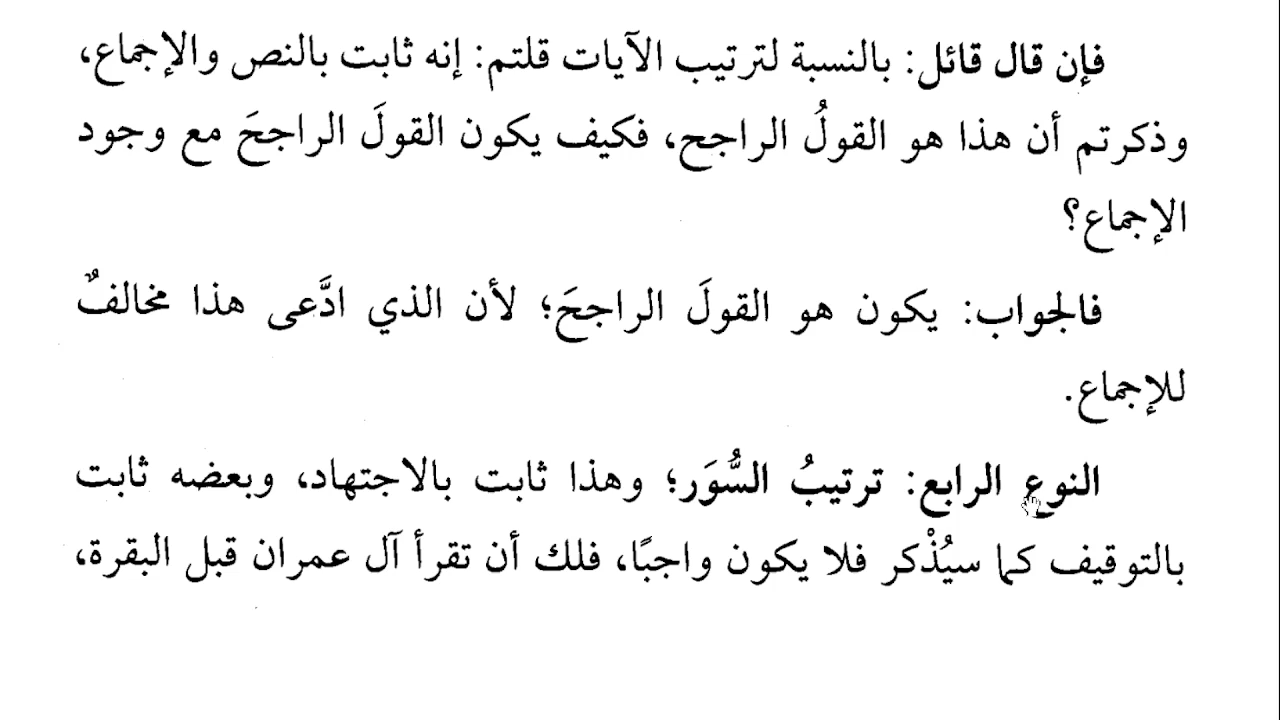 فإن قال قائل: بالنسبة لترتيب الآيات قلتم: إنه ثابت بالنص والإجماع،
وذكرتم أن هذا هو القولُ الراجح، فكيف يكون القولَ الراجحَ مع وجود
الإجماع؟
فالجواب: يكون هو القولَ الراجحَ؛ لأن الذي ادَّعى هذا مخالفٌ
للإجماع.
النوع الرابع: ترتيبُ السُّوَر؛ وهذا ثابت بالاجتهاد، وبعضه ثابت
بالتوقيف كما سيُذْكر فلا يكون واجبًا، فلك أن تقرأ آل عمران قبل البقرة،